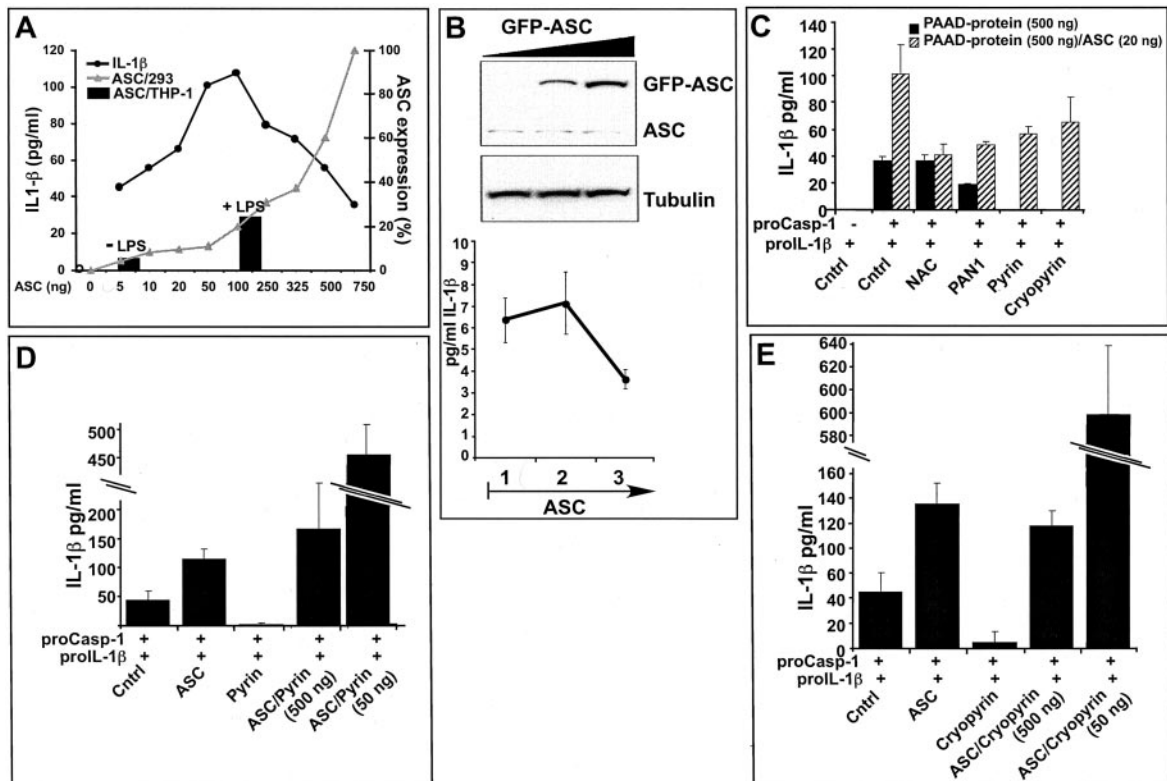 A
IL-1β
ASC/293
ASC/THP-1
IL1-β (pg/ml)
120
100
80
60
40
20
0
ASC expression (%)
100
80
60
40
20
0
- LPS
+ LPS
ASC (ng)
0 5 10 20 50 100 250 325 500 750
B
GFP-ASC
GFP-ASC
ASC
Tubulin
pg/ml IL-1β
10
9
8
7
6
5
4
3
2
1
0
1 2 3
ASC
C
PAAD-protein (500 ng)
PAAD-protein (500 ng)/ASC (20 ng)
IL-1β pg/ml
140
120
100
80
60
40
20
0
proCasp-1 - + + + + +
proIL-1β + + + + + +
Cntrl Cntrl NAC PAN1 Pyrin Cryopyrin
D
IL-1β pg/ml
500
450
200
150
100
50
proCasp-1 + + + + +
proIL-1β + + + + +
Cntrl
ASC
Pyrin
ASC/Pyrin (500 ng)
ASC/Pyrin (50 ng)
E
IL-1β pg/ml
640
620
600
580
160
140
120
100
80
60
40
20
0
proCasp-1 + + + + +
proIL-1β + + + + +
Cntrl
ASC
Cryopyrin
ASC/Cryopyrin (500 ng)
ASC/Cryopyrin (50 ng)